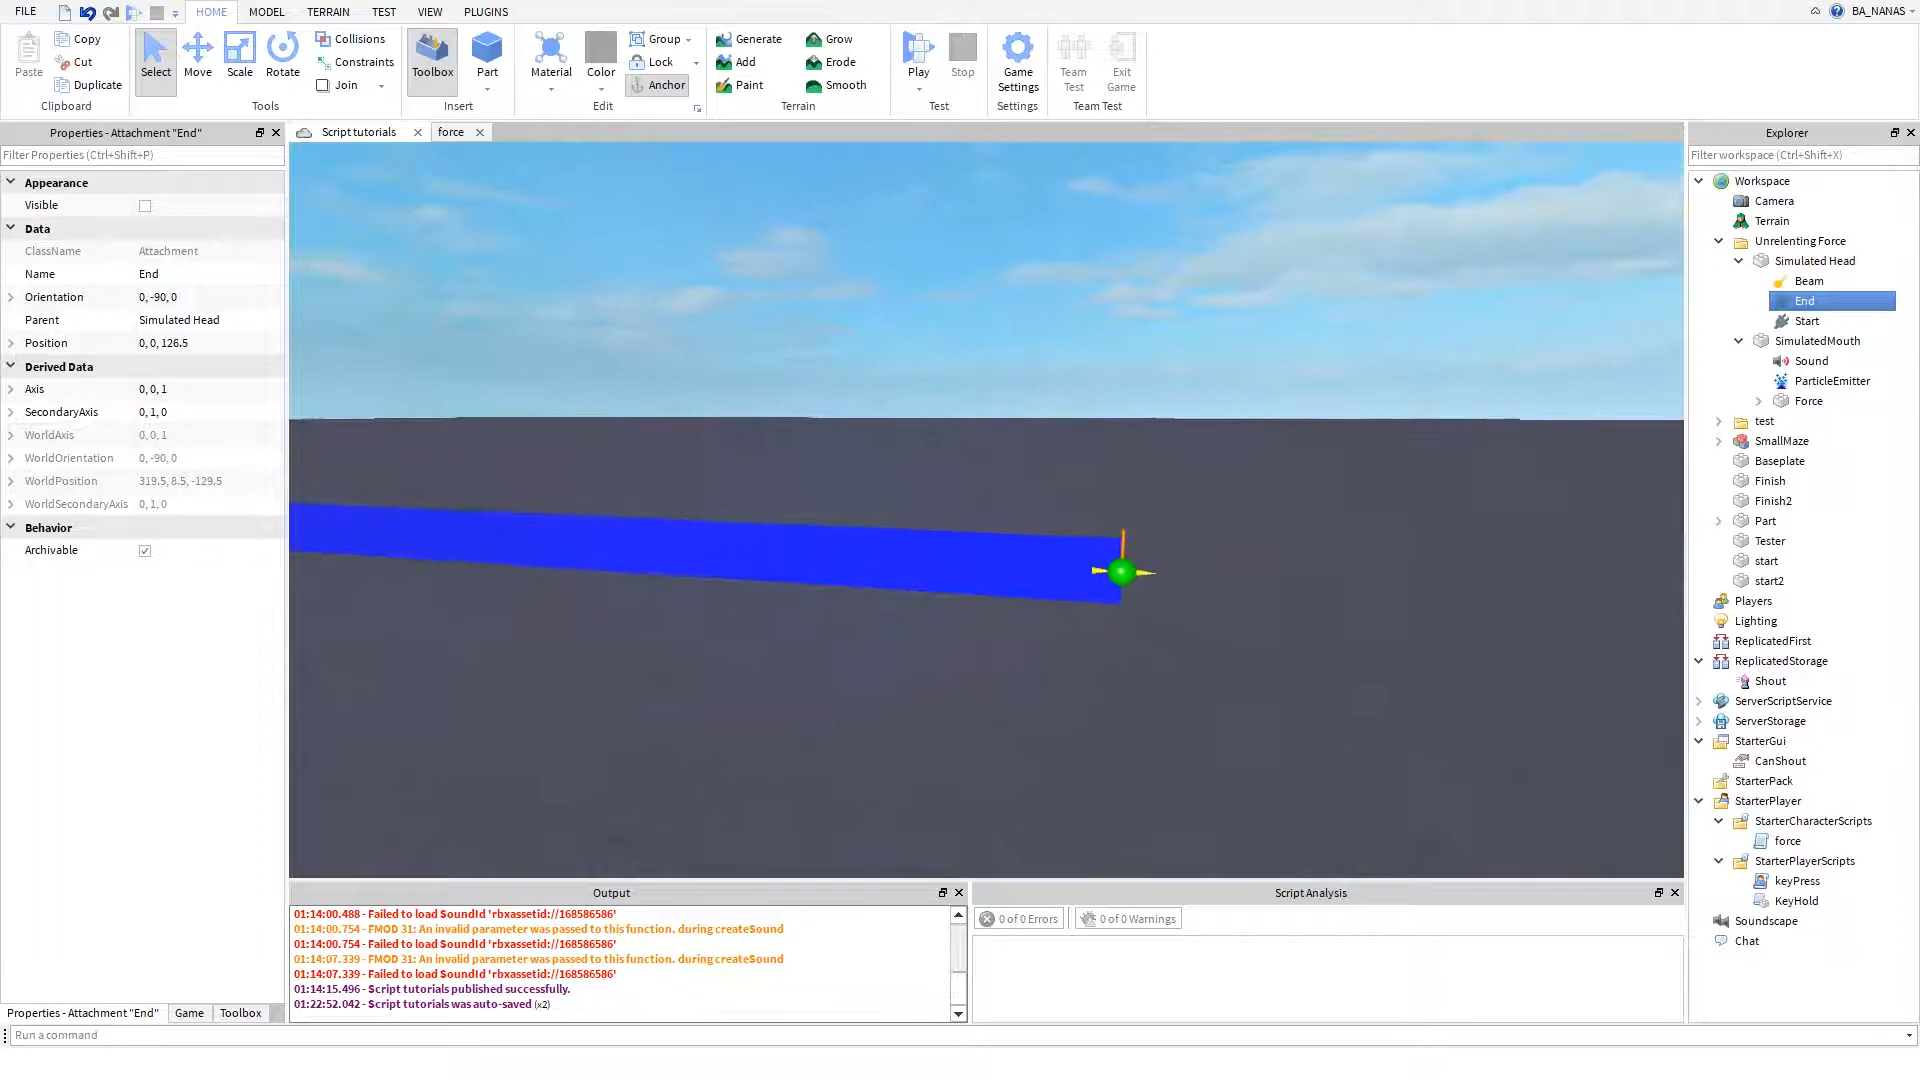 FILE HOME MODEL TERRAIN TEST VIEW PLUGINS BA_NANAS
Paste Copy Cut Duplicate Clipboard
Select Move Scale Rotate Collisions Constraints Join Tools
Toolbox Part Insert
Material Color Group Lock Anchor Edit
Generate Add Paint Grow Erode Smooth Terrain
Play Stop Test
Game Settings Settings
Team Test Exit Game Team Test
Properties - Attachment "End"
Filter Properties (Ctrl+Shift+P)
Appearance
Visible
Data
ClassName Attachment
Name End
Orientation 0, -90, 0
Parent Simulated Head
Position 0, 0, 126.5
Derived Data
Axis 0, 0, 1
SecondaryAxis 0, 1, 0
WorldAxis 0, 0, 1
WorldOrientation 0, -90, 0
WorldPosition 319.5, 8.5, -129.5
WorldSecondaryAxis 0, 1, 0
Behavior
Archivable
Properties - Attachment "End" Game Toolbox
Script tutorials force
Output
01:14:00.488 - Failed to load SoundId 'rbxassetid://168586586'
01:14:00.754 - FMOD 31: An invalid parameter was passed to this function. during createSound
01:14:00.754 - Failed to load SoundId 'rbxassetid://168586586'
01:14:07.339 - FMOD 31: An invalid parameter was passed to this function. during createSound
01:14:07.339 - Failed to load SoundId 'rbxassetid://168586586'
01:14:15.496 - Script tutorials published successfully.
01:22:52.042 - Script tutorials was auto-saved (x2)
Script Analysis
0 of 0 Errors 0 of 0 Warnings
Explorer
Filter workspace (Ctrl+Shift+X)
Workspace
Camera
Terrain
Unrelenting Force
Simulated Head
Beam
End
Start
SimulatedMouth
Sound
ParticleEmitter
Force
test
SmallMaze
Baseplate
Finish
Finish2
Part
Tester
start
start2
Players
Lighting
ReplicatedFirst
ReplicatedStorage
Shout
ServerScriptService
ServerStorage
StarterGui
CanShout
StarterPack
StarterPlayer
StarterCharacterScripts
force
StarterPlayerScripts
keyPress
KeyHold
Soundscape
Chat
Run a command